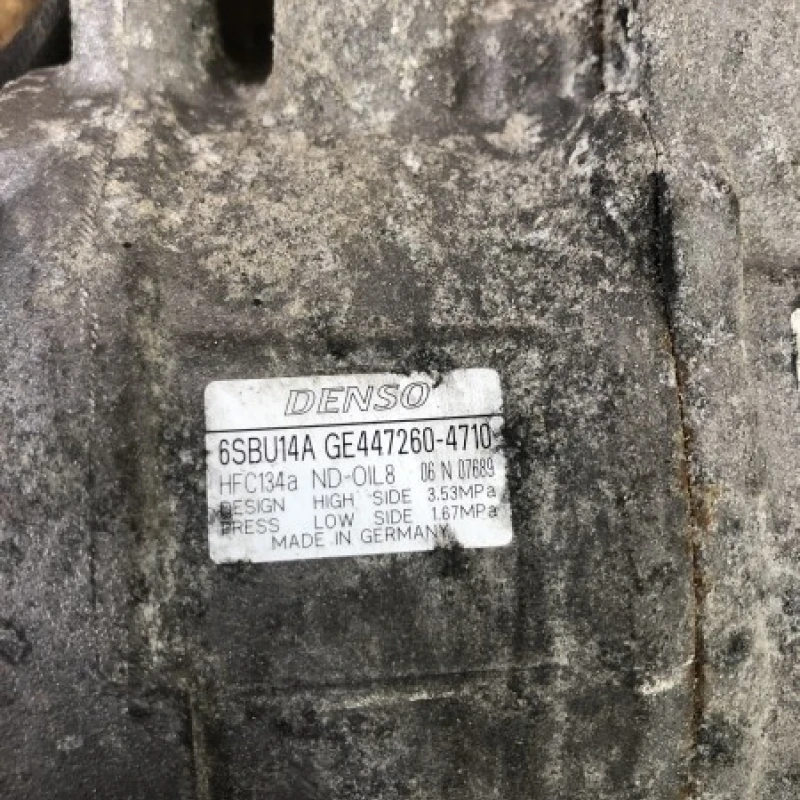 DENSO
6SBU14A GE447260-4710
HFC134a ND-OIL8 06 N 07689
DESIGN HIGH SIDE 3.53MPa
PRESS LOW SIDE 1.67MPa
MADE IN GERMANY